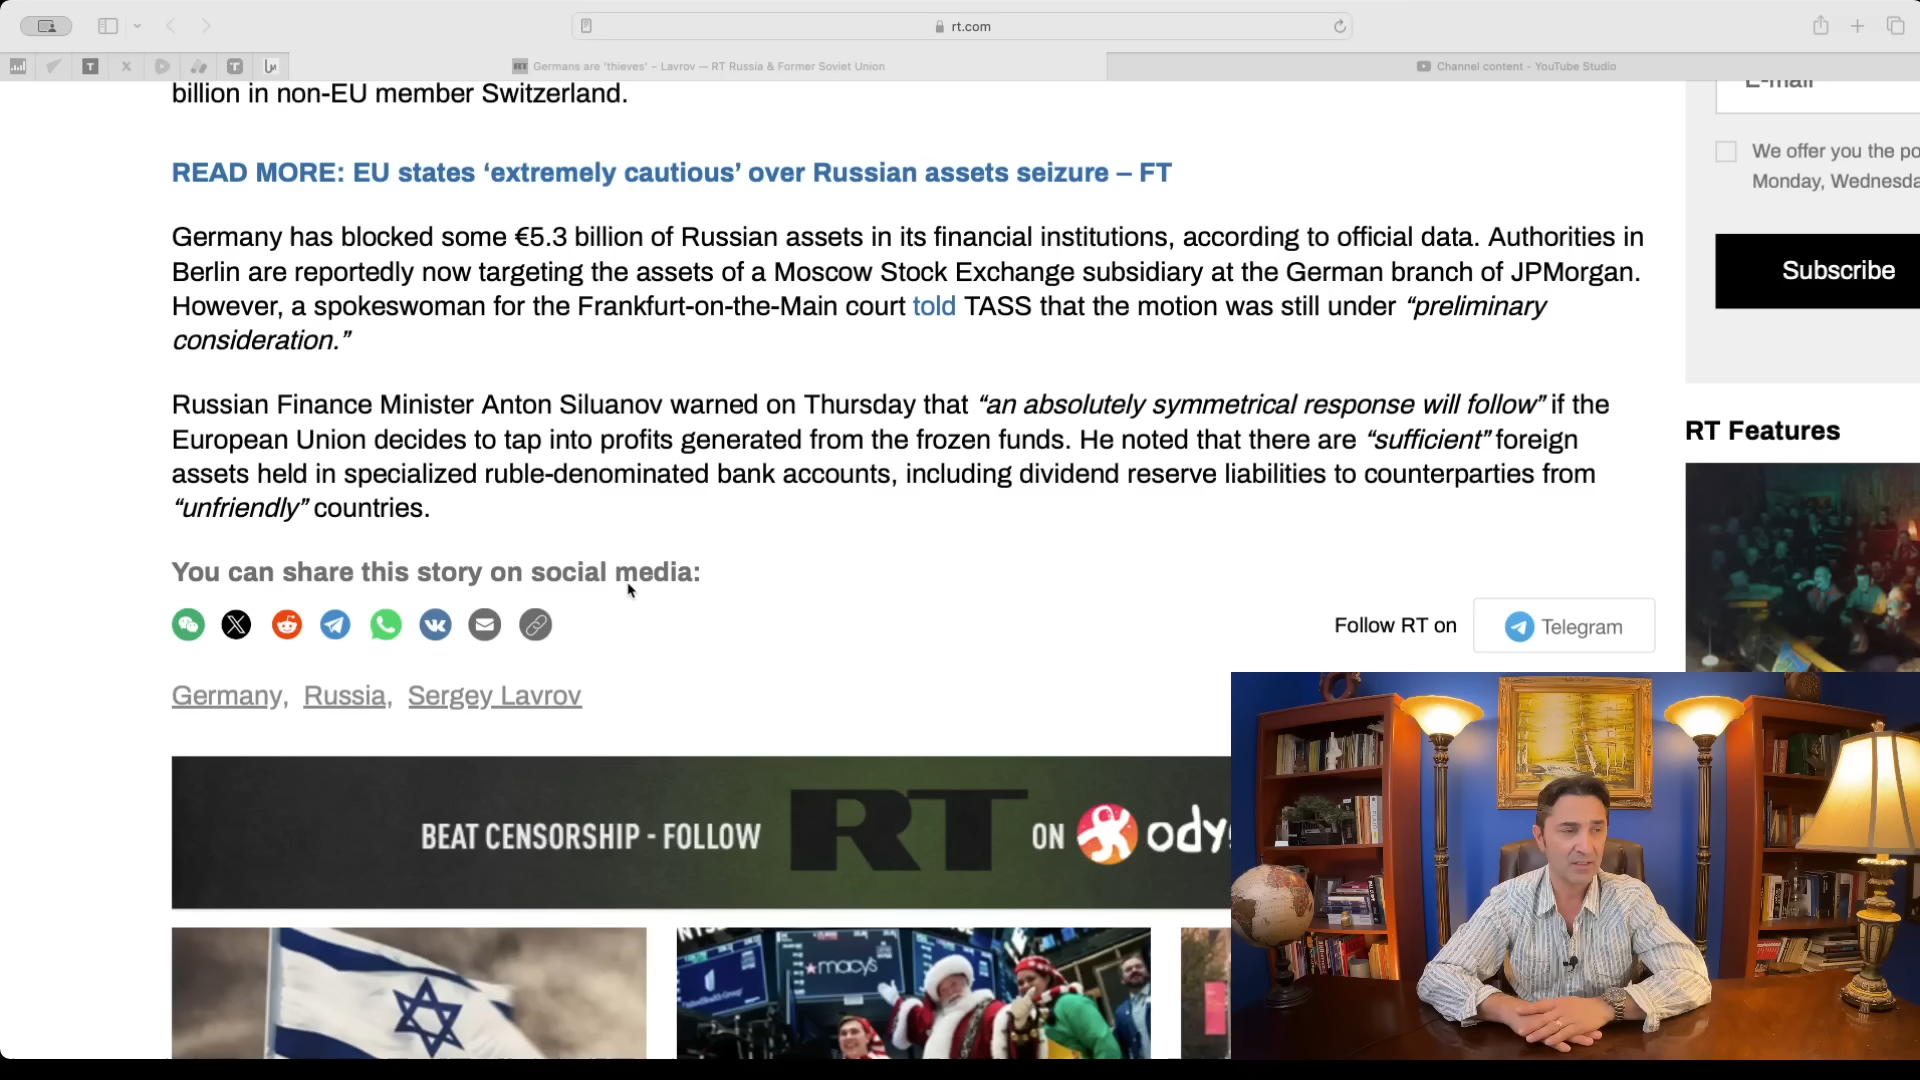 rt.com
RT Germans are 'thieves' – Lavrov — RT Russia & Former Soviet Union
Channel content - YouTube Studio
billion in non-EU member Switzerland.
READ MORE: EU states ‘extremely cautious’ over Russian assets seizure – FT
Germany has blocked some €5.3 billion of Russian assets in its financial institutions, according to official data. Authorities in
Berlin are reportedly now targeting the assets of a Moscow Stock Exchange subsidiary at the German branch of JPMorgan.
However, a spokeswoman for the Frankfurt-on-the-Main court told TASS that the motion was still under “preliminary
consideration.”
Russian Finance Minister Anton Siluanov warned on Thursday that “an absolutely symmetrical response will follow” if the
European Union decides to tap into profits generated from the frozen funds. He noted that there are “sufficient” foreign
assets held in specialized ruble-denominated bank accounts, including dividend reserve liabilities to counterparties from
“unfriendly” countries.
You can share this story on social media:
Follow RT on
Telegram
Germany, Russia, Sergey Lavrov
BEAT CENSORSHIP - FOLLOW RT ON odys
macy's
E-mail
We offer you the po
Monday, Wednesda
Subscribe
RT Features